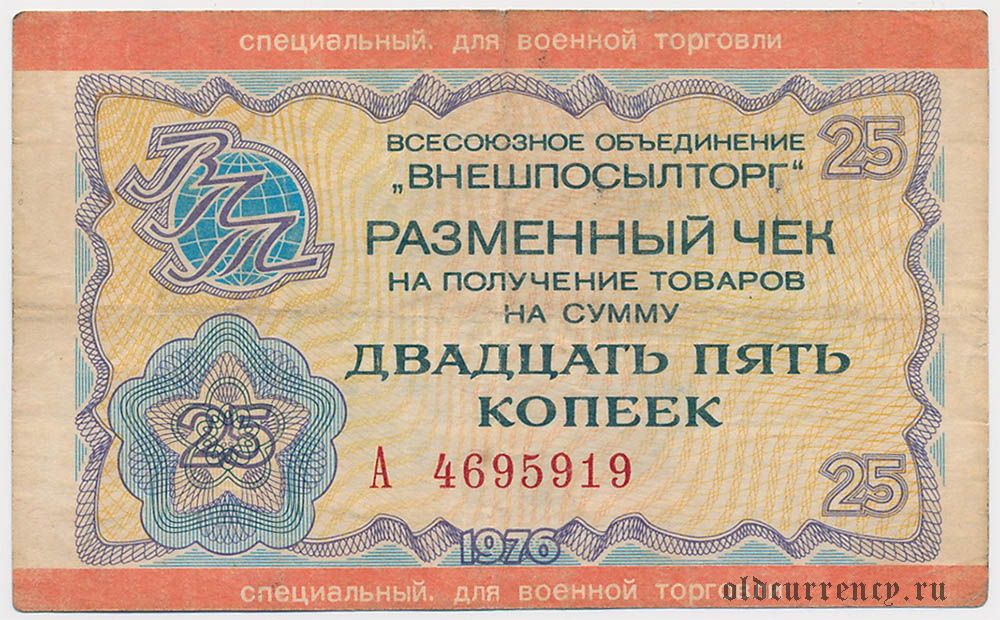 специальный. для военной торговли
ВПТ
ВСЕСОЮЗНОЕ ОБЪЕДИНЕНИЕ
„ВНЕШПОСЫЛТОРГ“
25
РАЗМЕННЫЙ ЧЕК
НА ПОЛУЧЕНИЕ ТОВАРОВ
НА СУММУ
ДВАДЦАТЬ ПЯТЬ
КОПЕЕК
25
А 4695919
25
1976
специальный. для военной торговли
oldcurrency.ru